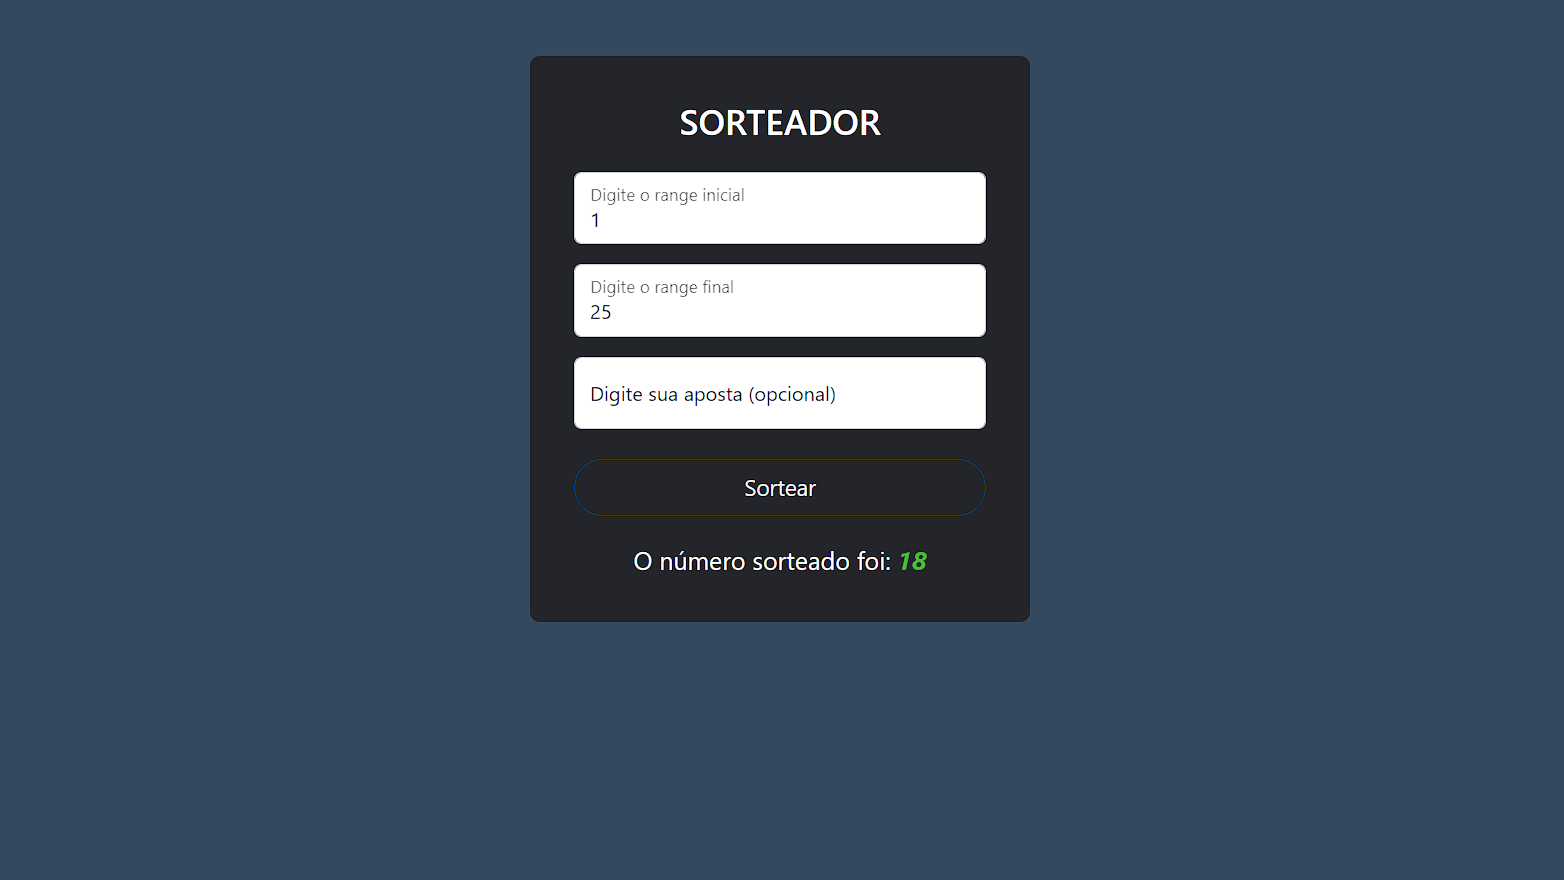 SORTEADOR
Digite o range inicial
1
Digite o range final
25
Digite sua aposta (opcional)
Sortear
O número sorteado foi: 18